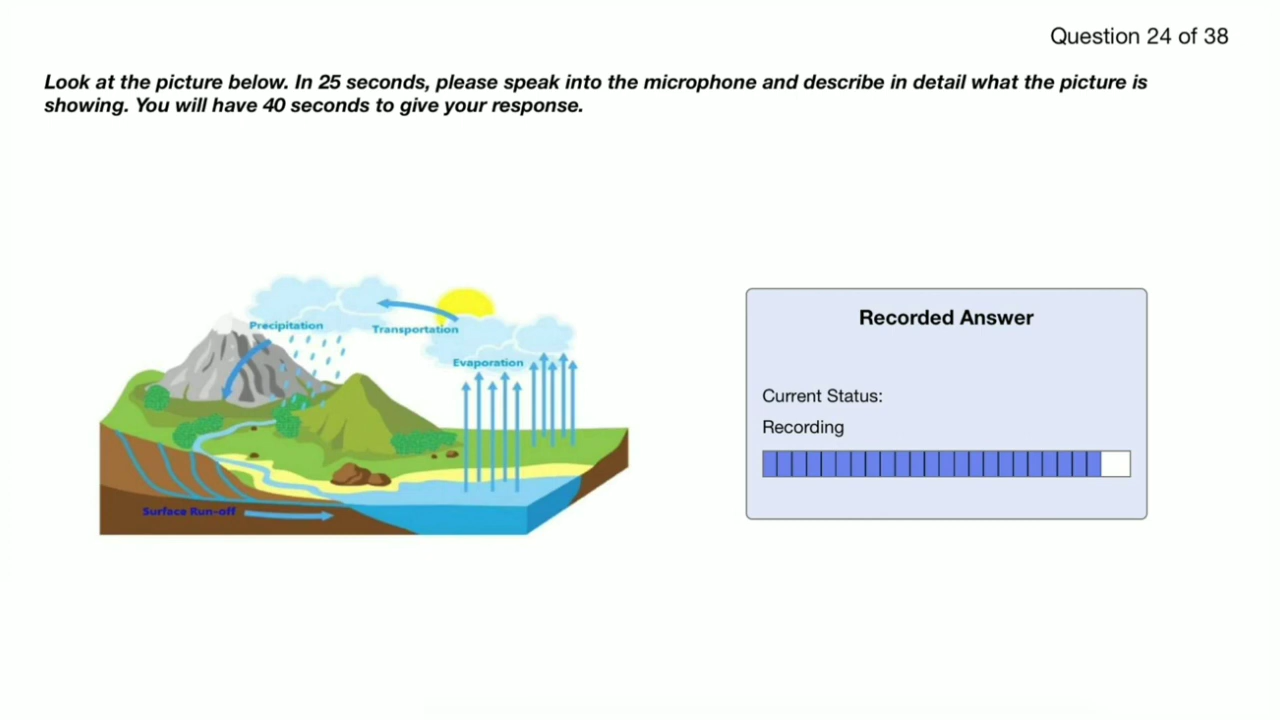 Question 24 of 38
Look at the picture below. In 25 seconds, please speak into the microphone and describe in detail what the picture is
showing. You will have 40 seconds to give your response.
Precipitation
Transportation
Evaporation
Surface Run-off
Recorded Answer
Current Status:
Recording